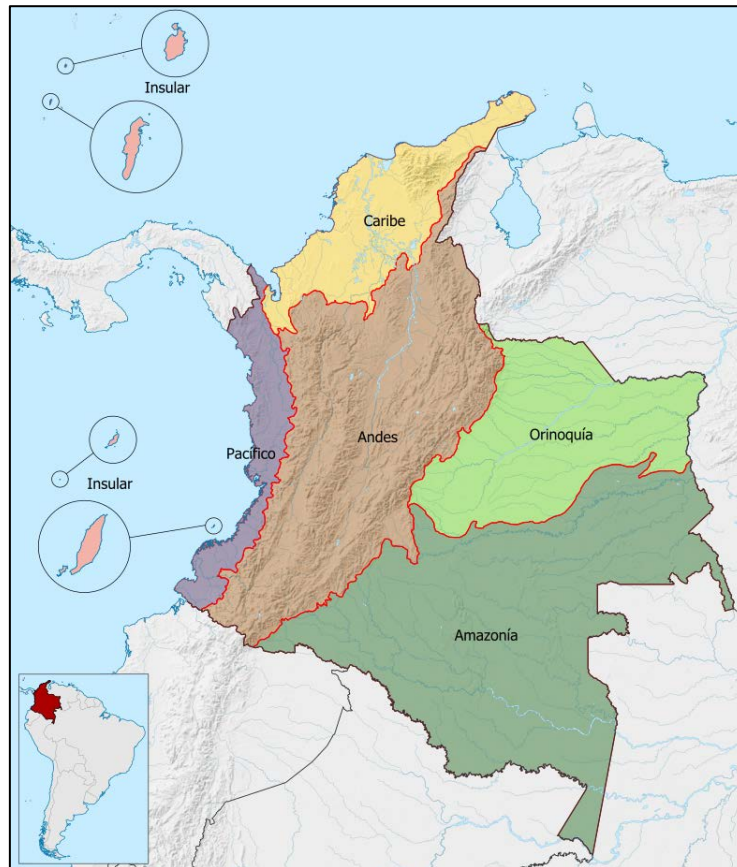 Insular
Caribe
Andes
Orinoquía
Pacífico
Insular
Amazonía